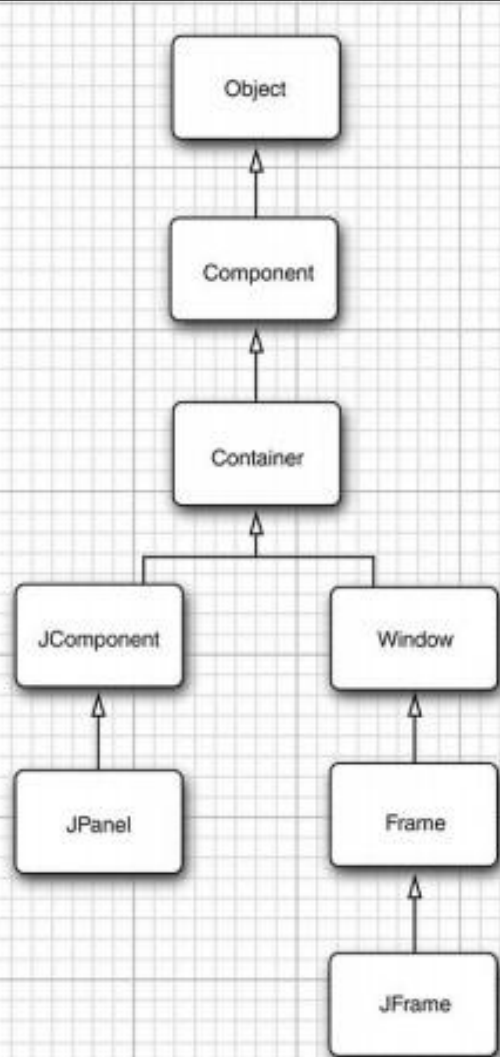 Object
Component
Container
JComponent
Window
JPanel
Frame
JFrame